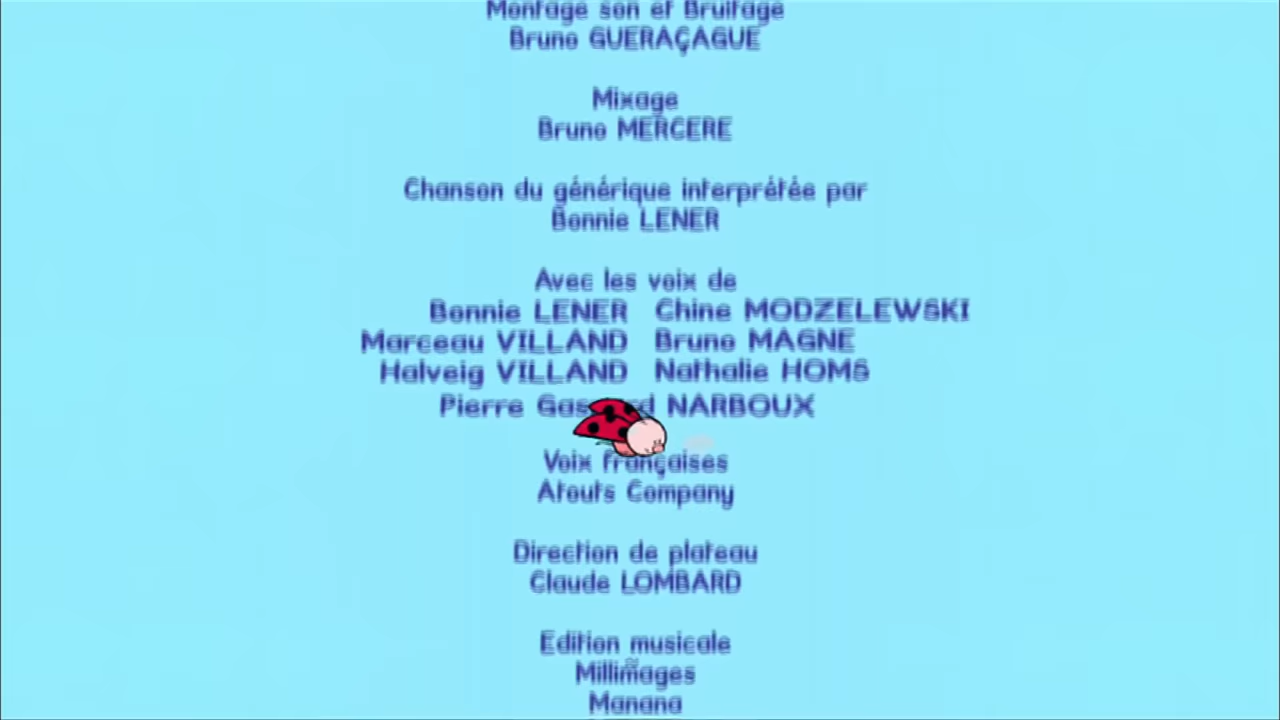 Montage son et Bruitage
Bruno GUERAÇAGUE
Mixage
Bruno MERCERE
Chanson du générique interprétée par
Bonnie LENER
Avec les voix de
Bonnie LENER Chine MODZELEWSKI
Marceau VILLAND Bruno MAGNE
Halveig VILLAND Nathalie HOMS
Pierre NARBOUX
Voix françaises
Atouts Company
Direction de plateau
Claude LOMBARD
Edition musicale
Millimages
Manana